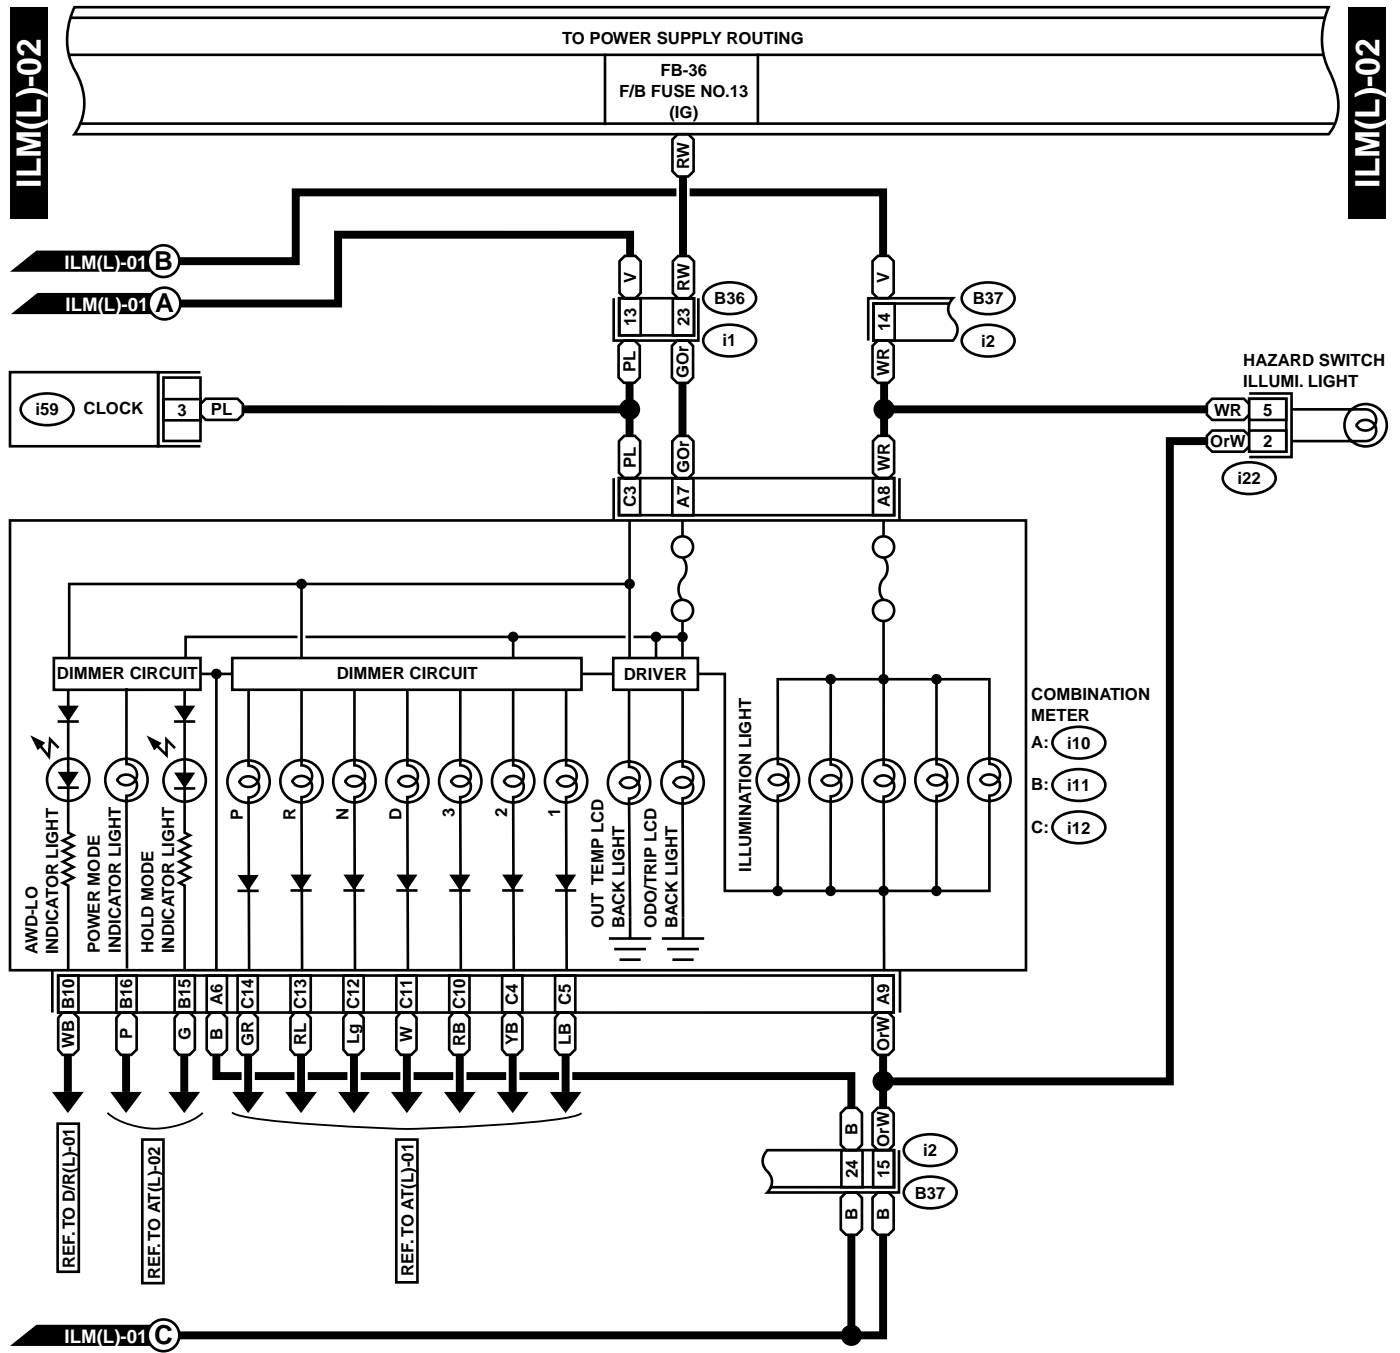 ILM(L)-02
ILM(L)-02
TO POWER SUPPLY ROUTING
FB-36
F/B FUSE NO.13
(IG)
RW
ILM(L)-01 B
ILM(L)-01 A
V
RW
V
13
23
B36
i1
14
B37
i2
PL
GOr
WR
HAZARD SWITCH
ILLUMI. LIGHT
i59 CLOCK 3 PL
WR 5
OrW 2
i22
PL
GOr
WR
C3
A7
A8
DIMMER CIRCUIT
DIMMER CIRCUIT
DRIVER
COMBINATION
METER
A: i10
B: i11
C: i12
AWD-LO
INDICATOR LIGHT
POWER MODE
INDICATOR LIGHT
HOLD MODE
INDICATOR LIGHT
P
R
N
D
3
2
1
OUT TEMP LCD
BACK LIGHT
ODO/TRIP LCD
BACK LIGHT
ILLUMINATION LIGHT
B10
B16
B15
A6
C14
C13
C12
C11
C10
C4
C5
A9
WB
P
G
B
GR
RL
Lg
W
RB
YB
LB
OrW
REF. TO D/R(L)-01
REF. TO AT(L)-02
REF. TO AT(L)-01
B
OrW
24
15
i2
B37
B
B
ILM(L)-01 C